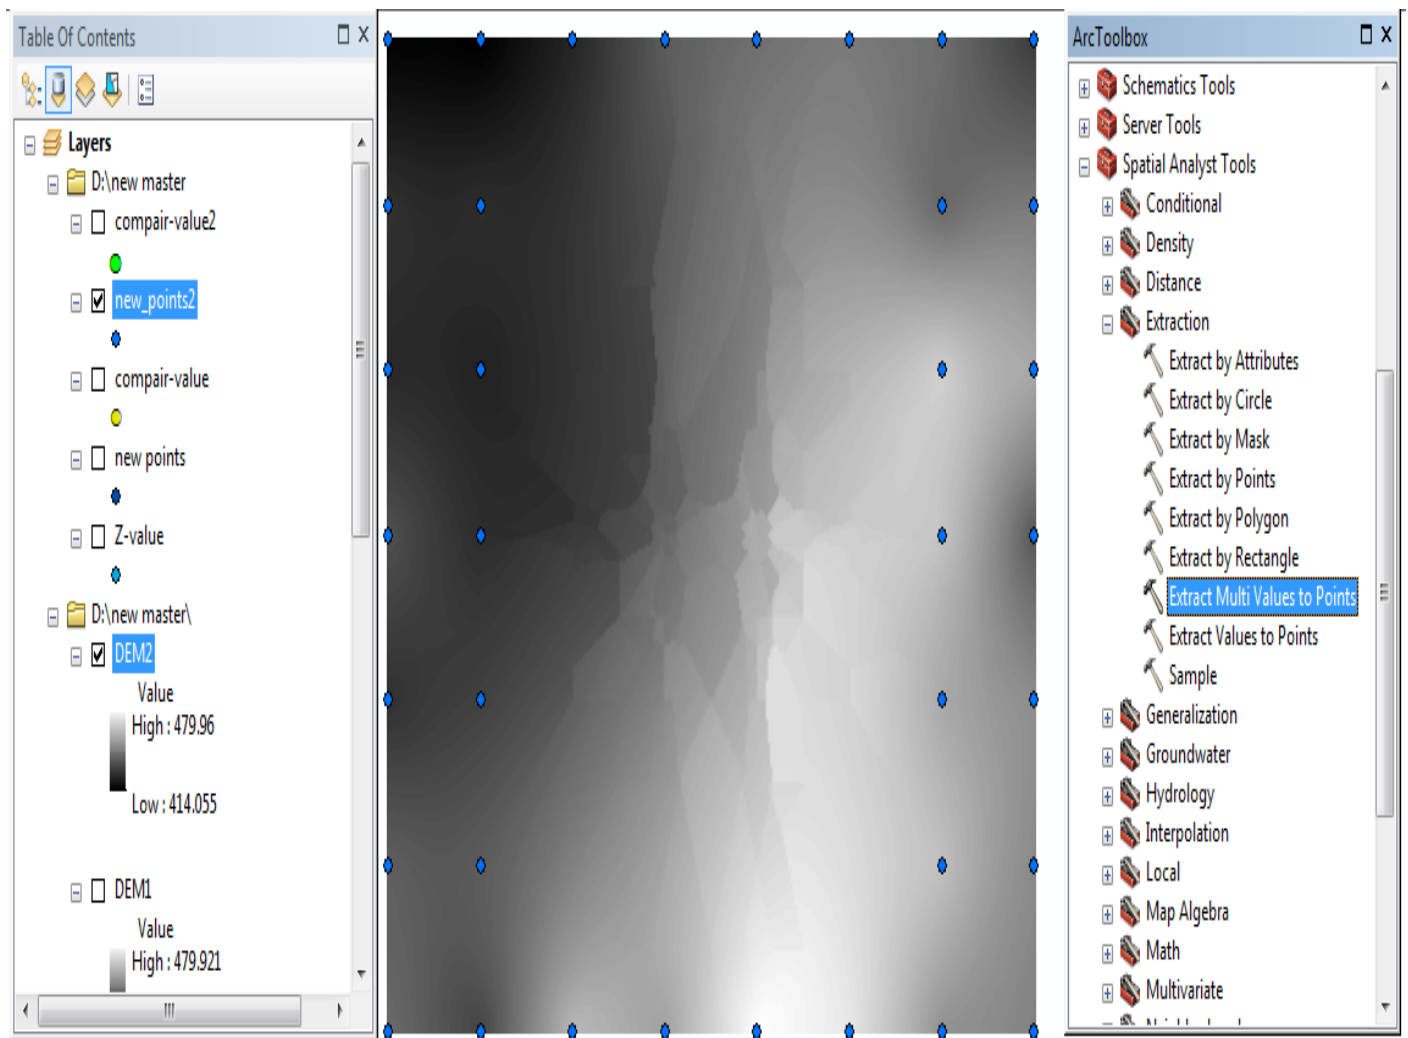 Table Of Contents
Layers
D:\new master
compair-value2
new_points2
compair-value
new points
Z-value
D:\new master\
DEM2
Value
High : 479.96
Low : 414.055
DEM1
Value
High : 479.921
ArcToolbox
Schematics Tools
Server Tools
Spatial Analyst Tools
Conditional
Density
Distance
Extraction
Extract by Attributes
Extract by Circle
Extract by Mask
Extract by Points
Extract by Polygon
Extract by Rectangle
Extract Multi Values to Points
Extract Values to Points
Sample
Generalization
Groundwater
Hydrology
Interpolation
Local
Map Algebra
Math
Multivariate